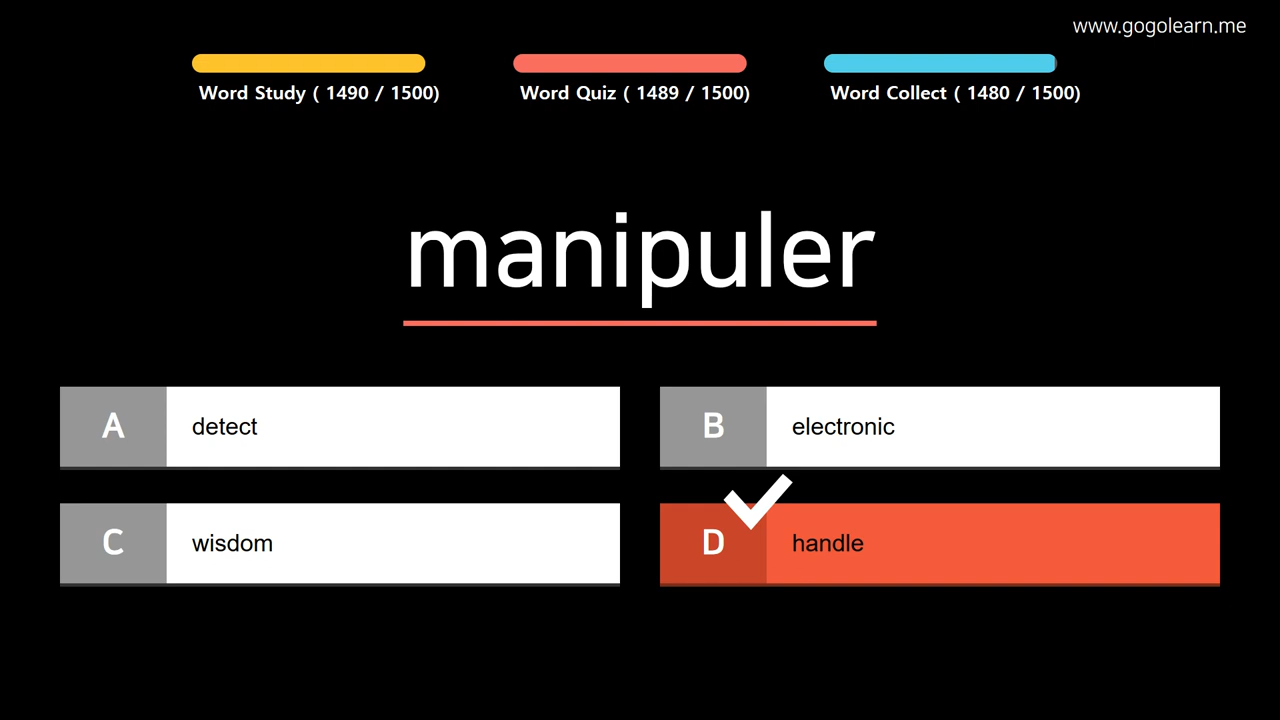 www.gogolearn.me
Word Study ( 1490 / 1500)
Word Quiz ( 1489 / 1500)
Word Collect ( 1480 / 1500)
manipuler
A detect
B electronic
C wisdom
D handle